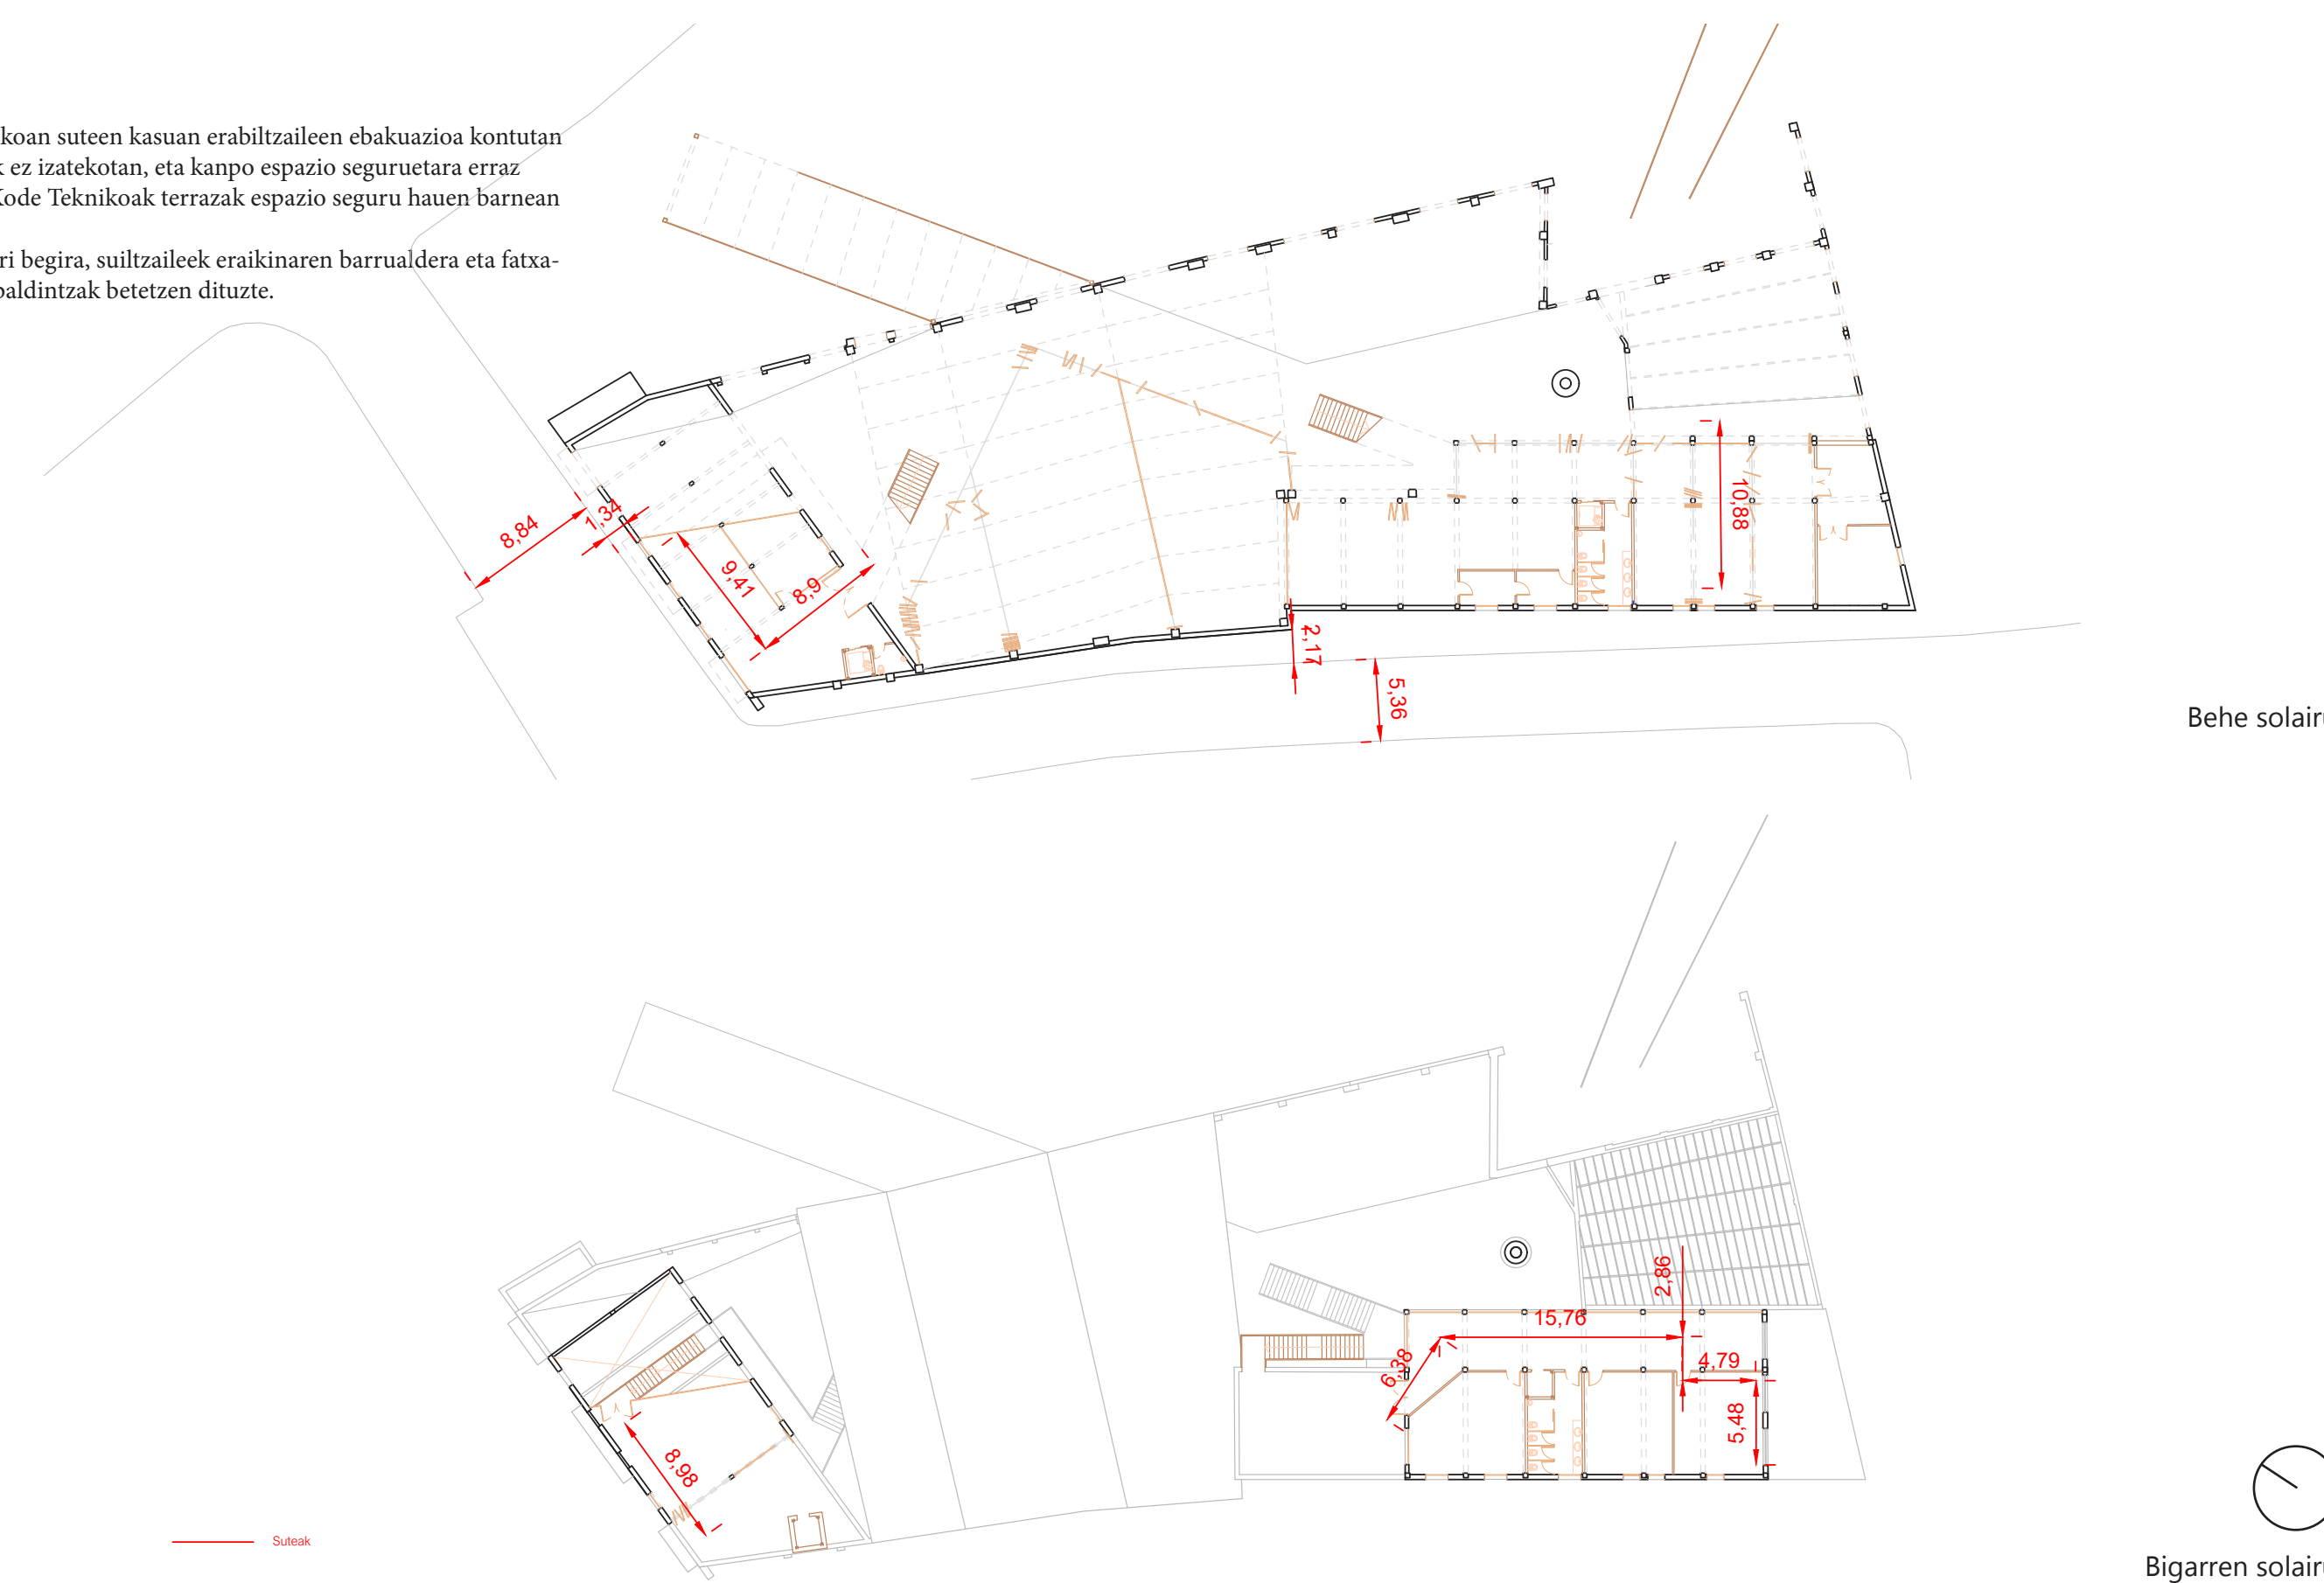 koan suteen kasuan erabiltzaileen ebakuazioa kontutan
ez izatekotan, eta kanpo espazio seguruetara erraz
Kode Teknikoak terrazak espazio seguru hauen barnean
ri begira, suiltzaileek eraikinaren barrualdera eta fatxa-
baldintzak betetzen dituzte.
8,84
1,34
9,41
8,9
10,88
2,17
5,36
Behe solair
2,86
15,76
6,38
4,79
5,48
8,98
Suteak
Bigarren solair